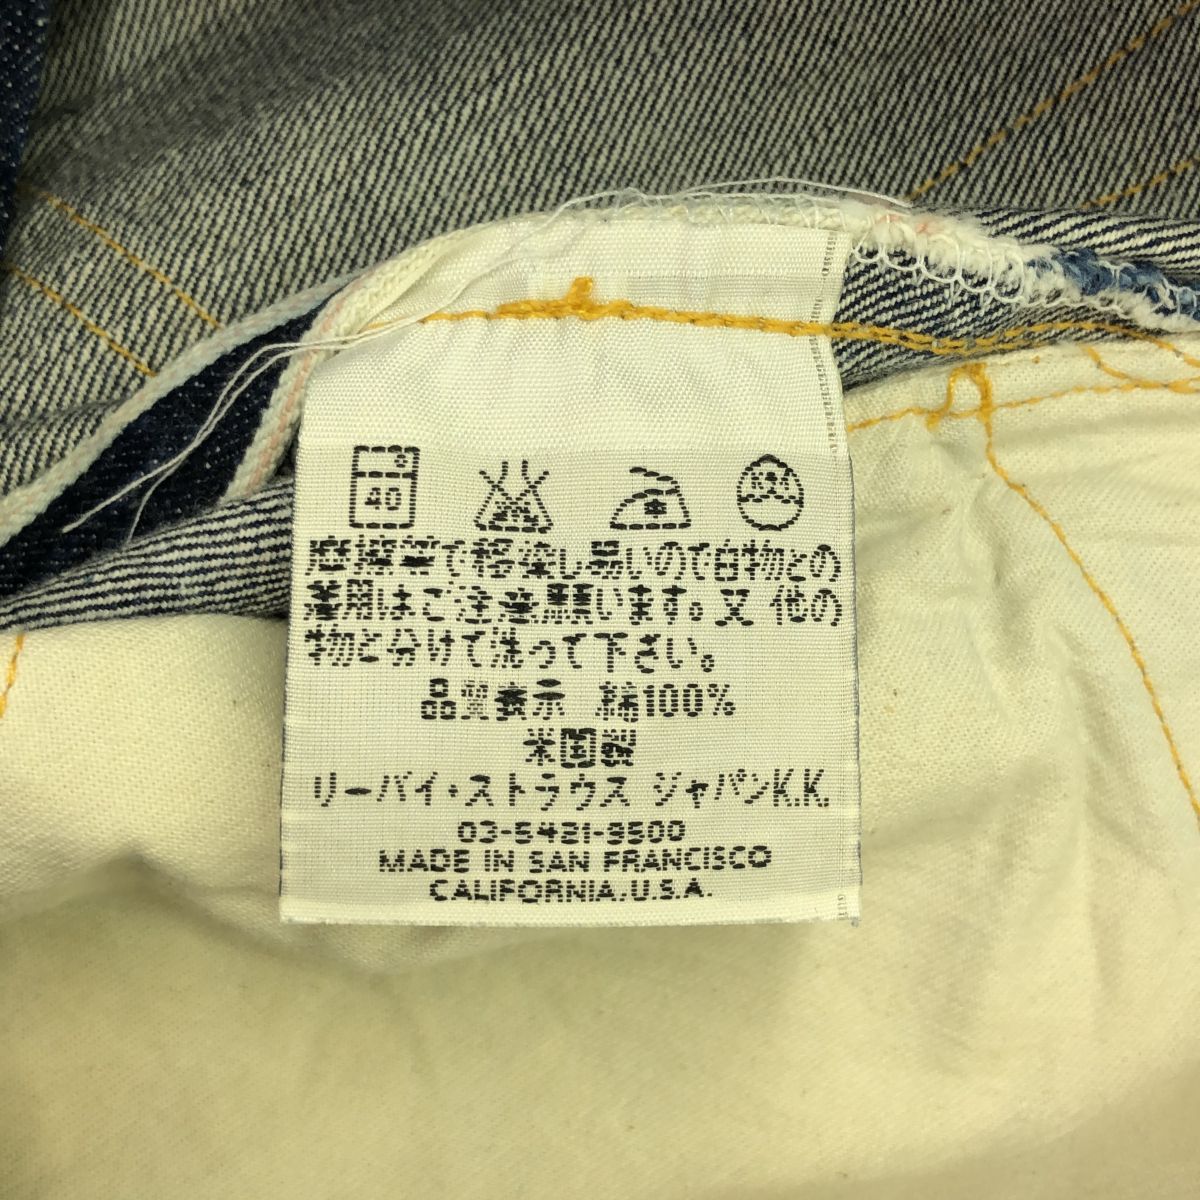 40
摩擦等で移染し易いので白物との
着用はご注意願います。又 他の
物と分けて洗って下さい。
品質表示 綿100%
米国製
リーバイ・ストラウス ジャパンK.K.
03-5421-9500
MADE IN SAN FRANCISCO
CALIFORNIA.U.S.A.